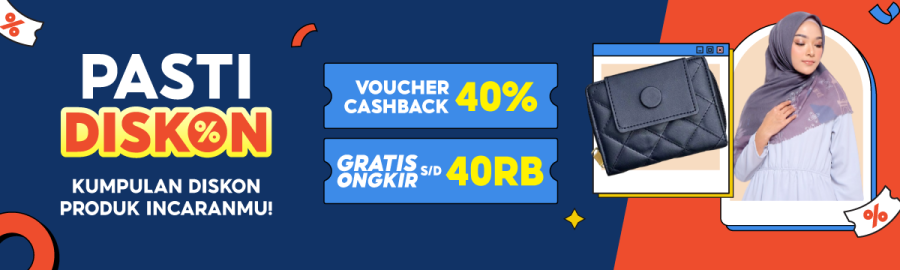 PASTI
DISKON
KUMPULAN DISKON
PRODUK INCARANMU!
VOUCHER
CASHBACK 40%
GRATIS
ONGKIR S/D 40RB
%
%